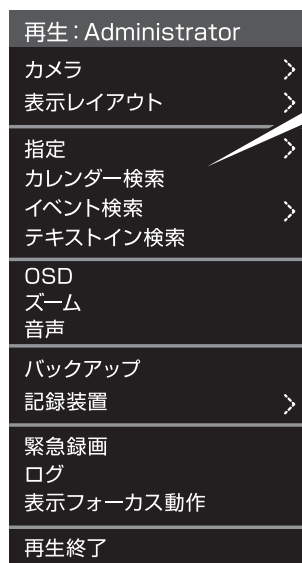 再生：Administrator
カメラ
表示レイアウト
指定
カレンダー検索
イベント検索
テキストイン検索
OSD
ズーム
音声
バックアップ
記録装置
緊急録画
ログ
表示フォーカス動作
再生終了